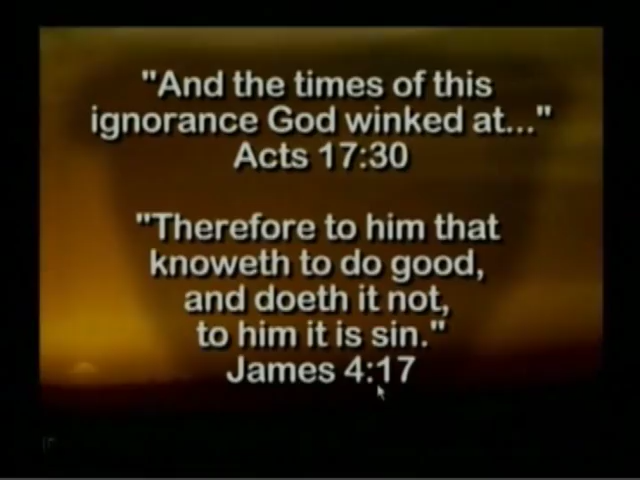 "And the times of this
ignorance God winked at..."
Acts 17:30
"Therefore to him that
knoweth to do good,
and doeth it not,
to him it is sin."
James 4:17